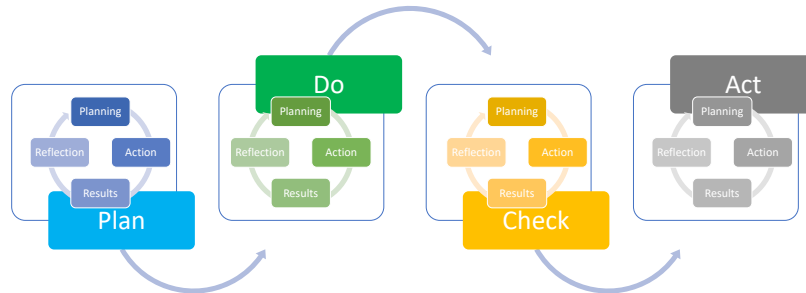 Planning
Reflection
Action
Results
Plan
Do
Planning
Reflection
Action
Results
Planning
Reflection
Action
Results
Check
Act
Planning
Reflection
Action
Results